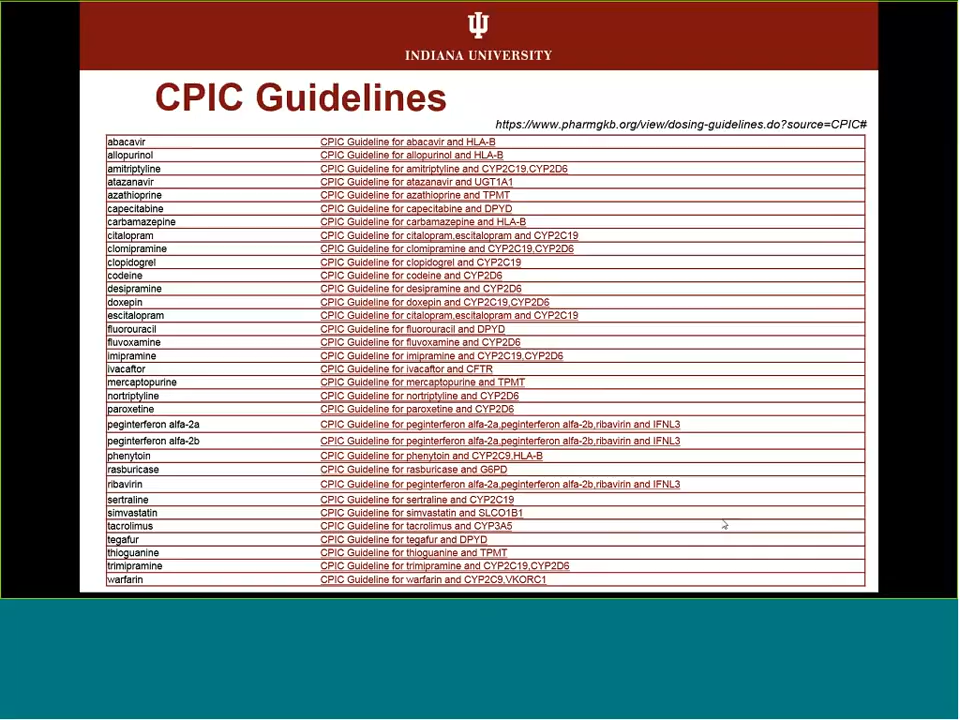 INDIANA UNIVERSITY
CPIC Guidelines
https://www.pharmgkb.org/view/dosing-guidelines.do?source=CPIC#
abacavir CPIC Guideline for abacavir and HLA-B
allopurinol CPIC Guideline for allopurinol and HLA-B
amitriptyline CPIC Guideline for amitriptyline and CYP2C19,CYP2D6
atazanavir CPIC Guideline for atazanavir and UGT1A1
azathioprine CPIC Guideline for azathioprine and TPMT
capecitabine CPIC Guideline for capecitabine and DPYD
carbamazepine CPIC Guideline for carbamazepine and HLA-B
citalopram CPIC Guideline for citalopram,escitalopram and CYP2C19
clomipramine CPIC Guideline for clomipramine and CYP2C19,CYP2D6
clopidogrel CPIC Guideline for clopidogrel and CYP2C19
codeine CPIC Guideline for codeine and CYP2D6
desipramine CPIC Guideline for desipramine and CYP2D6
doxepin CPIC Guideline for doxepin and CYP2C19,CYP2D6
escitalopram CPIC Guideline for citalopram,escitalopram and CYP2C19
fluorouracil CPIC Guideline for fluorouracil and DPYD
fluvoxamine CPIC Guideline for fluvoxamine and CYP2D6
imipramine CPIC Guideline for imipramine and CYP2C19,CYP2D6
ivacaftor CPIC Guideline for ivacaftor and CFTR
mercaptopurine CPIC Guideline for mercaptopurine and TPMT
nortriptyline CPIC Guideline for nortriptyline and CYP2D6
paroxetine CPIC Guideline for paroxetine and CYP2D6
peginterferon alfa-2a CPIC Guideline for peginterferon alfa-2a,peginterferon alfa-2b,ribavirin and IFNL3
peginterferon alfa-2b CPIC Guideline for peginterferon alfa-2a,peginterferon alfa-2b,ribavirin and IFNL3
phenytoin CPIC Guideline for phenytoin and CYP2C9,HLA-B
rasburicase CPIC Guideline for rasburicase and G6PD
ribavirin CPIC Guideline for peginterferon alfa-2a,peginterferon alfa-2b,ribavirin and IFNL3
sertraline CPIC Guideline for sertraline and CYP2C19
simvastatin CPIC Guideline for simvastatin and SLCO1B1
tacrolimus CPIC Guideline for tacrolimus and CYP3A5
tegafur CPIC Guideline for tegafur and DPYD
thioguanine CPIC Guideline for thioguanine and TPMT
trimipramine CPIC Guideline for trimipramine and CYP2C19,CYP2D6
warfarin CPIC Guideline for warfarin and CYP2C9,VKORC1